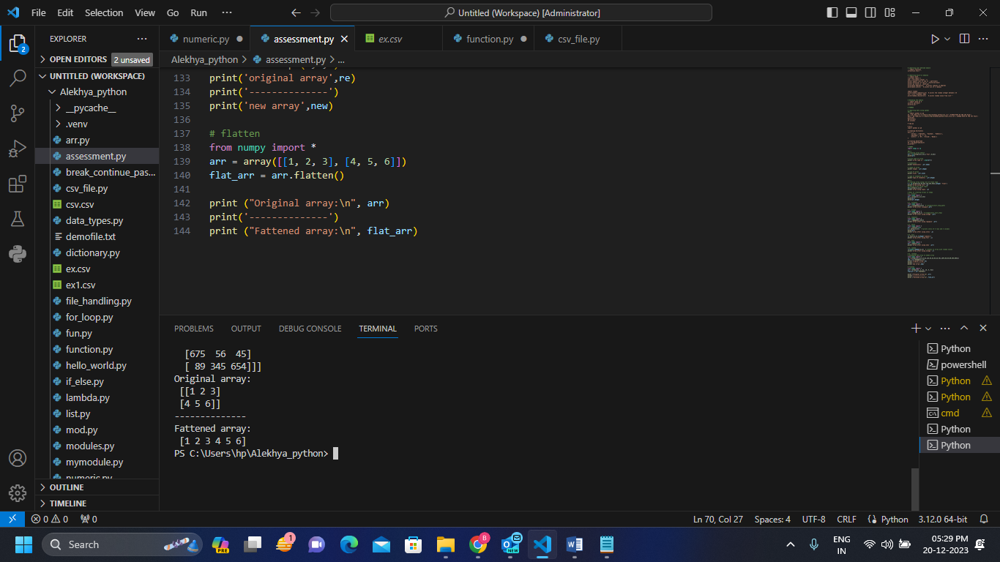 File Edit Selection View Go Run ··· Untitled (Workspace) [Administrator]
EXPLORER ···
2
OPEN EDITORS 2 unsaved
UNTITLED (WORKSPACE)
Alekhya_python
__pycache__
.venv
arr.py
assessment.py
break_continue_pas...
csv_file.py
csv.csv
data_types.py
demofile.txt
dictionary.py
ex.csv
ex1.csv
file_handling.py
for_loop.py
fun.py
function.py
hello_world.py
if_else.py
lambda.py
list.py
mod.py
modules.py
mymodule.py
numeric.py
OUTLINE
TIMELINE
numeric.py assessment.py ex.csv function.py csv_file.py
Alekhya_python > assessment.py > ...
133 print('original array',re)
134 print('--------------')
135 print('new array',new)
136
137 # flatten
138 from numpy import *
139 arr = array([[1, 2, 3], [4, 5, 6]])
140 flat_arr = arr.flatten()
141
142 print ("Original array:\n", arr)
143 print('--------------')
144 print ("Fattened array:\n", flat_arr)
PROBLEMS OUTPUT DEBUG CONSOLE TERMINAL PORTS
[675  56  45]
[ 89 345 654]]]
Original array:
[[1 2 3]
[4 5 6]]
--------------
Fattened array:
[1 2 3 4 5 6]
PS C:\Users\hp\Alekhya_python>
Python
powershell
Python
Python
cmd
Python
Python
0 0 0 Ln 70, Col 27 Spaces: 4 UTF-8 CRLF Python 3.12.0 64-bit
Search PRE 1 B NEW
ENG
IN
05:29 PM
20-12-2023